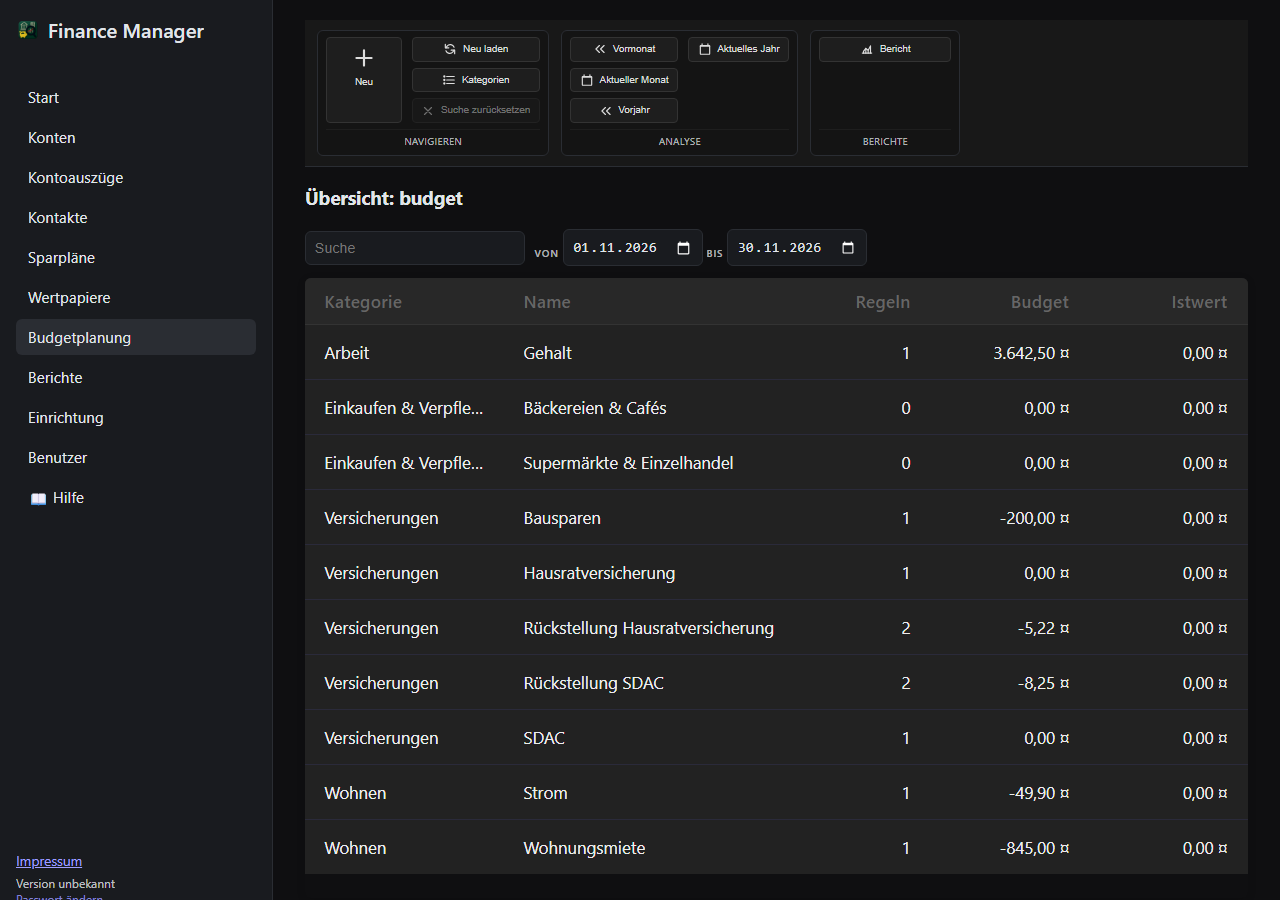 Finance Manager
Start
Konten
Kontoauszüge
Kontakte
Sparpläne
Wertpapiere
Budgetplanung
Berichte
Einrichtung
Benutzer
Hilfe
Impressum
Version unbekannt
Passwort ändern
Neu
Neu laden
Kategorien
Suche zurücksetzen
NAVIGIEREN
Vormonat
Aktuelles Jahr
Aktueller Monat
Vorjahr
ANALYSE
Bericht
BERICHTE
Übersicht: budget
Suche VON 01.11.2026 BIS 30.11.2026
Kategorie Name Regeln Budget Istwert
Arbeit Gehalt 1 3.642,50 ¤ 0,00 ¤
Einkaufen & Verpfle... Bäckereien & Cafés 0 0,00 ¤ 0,00 ¤
Einkaufen & Verpfle... Supermärkte & Einzelhandel 0 0,00 ¤ 0,00 ¤
Versicherungen Bausparen 1 -200,00 ¤ 0,00 ¤
Versicherungen Hausratversicherung 1 0,00 ¤ 0,00 ¤
Versicherungen Rückstellung Hausratversicherung 2 -5,22 ¤ 0,00 ¤
Versicherungen Rückstellung SDAC 2 -8,25 ¤ 0,00 ¤
Versicherungen SDAC 1 0,00 ¤ 0,00 ¤
Wohnen Strom 1 -49,90 ¤ 0,00 ¤
Wohnen Wohnungsmiete 1 -845,00 ¤ 0,00 ¤